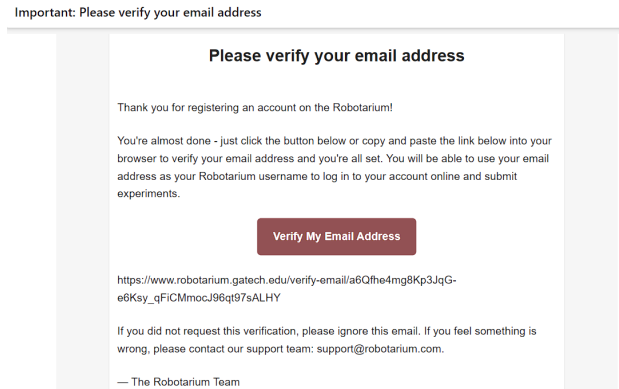 Important: Please verify your email address
Please verify your email address
Thank you for registering an account on the Robotarium!
You're almost done - just click the button below or copy and paste the link below into your
browser to verify your email address and you're all set. You will be able to use your email
address as your Robotarium username to log in to your account online and submit
experiments.
Verify My Email Address
https://www.robotarium.gatech.edu/verify-email/a6Qfhe4mg8Kp3JqG-
e6Ksy_qFiCMmocJ96qt97sALHY
If you did not request this verification, please ignore this email. If you feel something is
wrong, please contact our support team: support@robotarium.com.
— The Robotarium Team